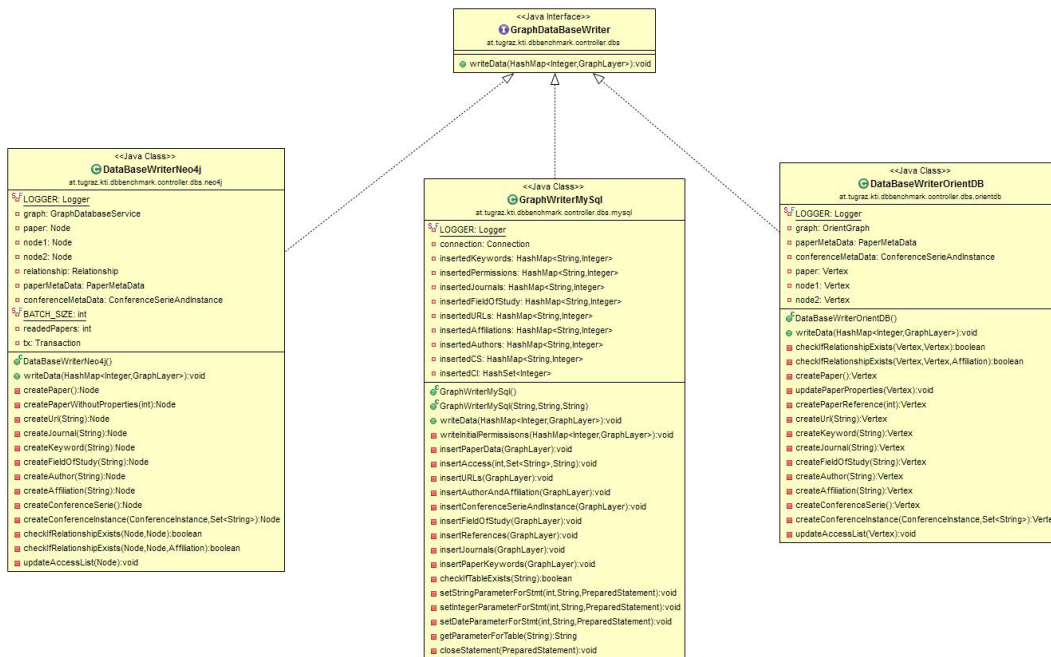 <<Java Interface>>
GraphDataBaseWriter
at.tugraz.kti.dbbenchmark.controller.dbs
writeData(HashMap<Integer,GraphLayer>):void
<<Java Class>>
DataBaseWriterNeo4j
at.tugraz.kti.dbbenchmark.controller.dbs.neo4j
LOGGER: Logger
graph: GraphDatabaseService
paper: Node
node1: Node
node2: Node
relationship: Relationship
paperMetaData: PaperMetaData
conferenceMetaData: ConferenceSerieAndInstance
BATCH_SIZE: int
readedPapers: int
tx: Transaction
DataBaseWriterNeo4j()
writeData(HashMap<Integer,GraphLayer>):void
createPaper():Node
createPaperWithoutProperties(int):Node
createUrl(String):Node
createJournal(String):Node
createKeyword(String):Node
createFieldOfStudy(String):Node
createAuthor(String):Node
createAffiliation(String):Node
createConferenceSerie():Node
createConferenceInstance(ConferenceInstance,Set<String>):Node
checkIfRelationshipExists(Node,Node):boolean
checkIfRelationshipExists(Node,Node,Affiliation):boolean
updateAccessList(Node):void
<<Java Class>>
GraphWriterMySql
at.tugraz.kti.dbbenchmark.controller.dbs.mysql
LOGGER: Logger
connection: Connection
insertedKeywords: HashMap<String,Integer>
insertedPermissions: HashMap<String,Integer>
insertedJournals: HashMap<String,Integer>
insertedFieldOfStudy: HashMap<String,Integer>
insertedURLs: HashMap<String,Integer>
insertedAffiliations: HashMap<String,Integer>
insertedAuthors: HashMap<String,Integer>
insertedCS: HashMap<String,Integer>
insertedCI: HashSet<Integer>
GraphWriterMySql()
GraphWriterMySql(String,String,String)
writeData(HashMap<Integer,GraphLayer>):void
writeInitialPermissisons(HashMap<Integer,GraphLayer>):void
insertPaperData(GraphLayer):void
insertAccess(int,Set<String>,String):void
insertURLs(GraphLayer):void
insertAuthorAndAffiliation(GraphLayer):void
insertConferenceSerieAndInstance(GraphLayer):void
insertFieldOfStudy(GraphLayer):void
insertReferences(GraphLayer):void
insertJournals(GraphLayer):void
insertPaperKeywords(GraphLayer):void
checkIfTableExists(String):boolean
setStringParameterForStmt(int,String,PreparedStatement):void
setIntegerParameterForStmt(int,String,PreparedStatement):void
setDateParameterForStmt(int,String,PreparedStatement):void
getParameterForTable(String):String
closeStatement(PreparedStatement):void
<<Java Class>>
DataBaseWriterOrientDB
at.tugraz.kti.dbbenchmark.controller.dbs.orientdb
LOGGER: Logger
graph: OrientGraph
paperMetaData: PaperMetaData
conferenceMetaData: ConferenceSerieAndInstance
paper: Vertex
node1: Vertex
node2: Vertex
DataBaseWriterOrientDB()
writeData(HashMap<Integer,GraphLayer>):void
checkIfRelationshipExists(Vertex,Vertex):boolean
checkIfRelationshipExists(Vertex,Vertex,Affiliation):boolean
createPaper():Vertex
updatePaperProperties(Vertex):void
createPaperReference(int):Vertex
createUrl(String):Vertex
createKeyword(String):Vertex
createJournal(String):Vertex
createFieldOfStudy(String):Vertex
createAuthor(String):Vertex
createAffiliation(String):Vertex
createConferenceSerie():Vertex
createConferenceInstance(ConferenceInstance,Set<String>):Verte
updateAccessList(Vertex):void